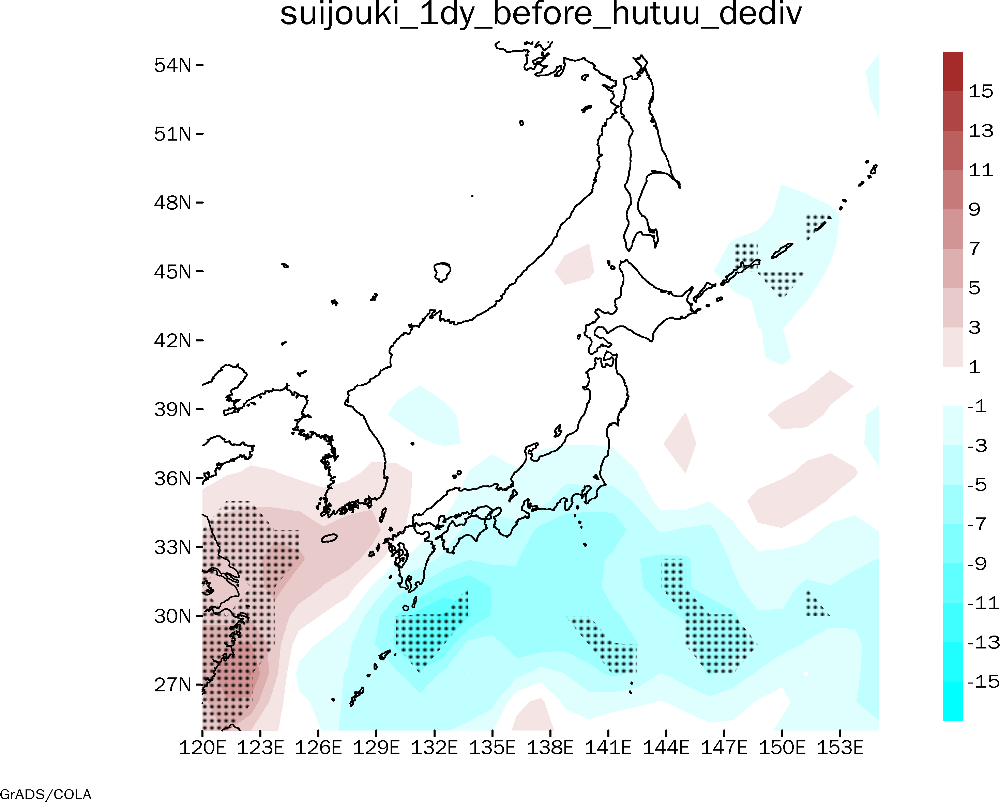 suijouki_1dy_before_hutuu_dediv
54N
51N
48N
45N
42N
39N
36N
33N
30N
27N
120E 123E 126E 129E 132E 135E 138E 141E 144E 147E 150E 153E
15
13
11
9
7
5
3
1
-1
-3
-5
-7
-9
-11
-13
-15
GrADS/COLA